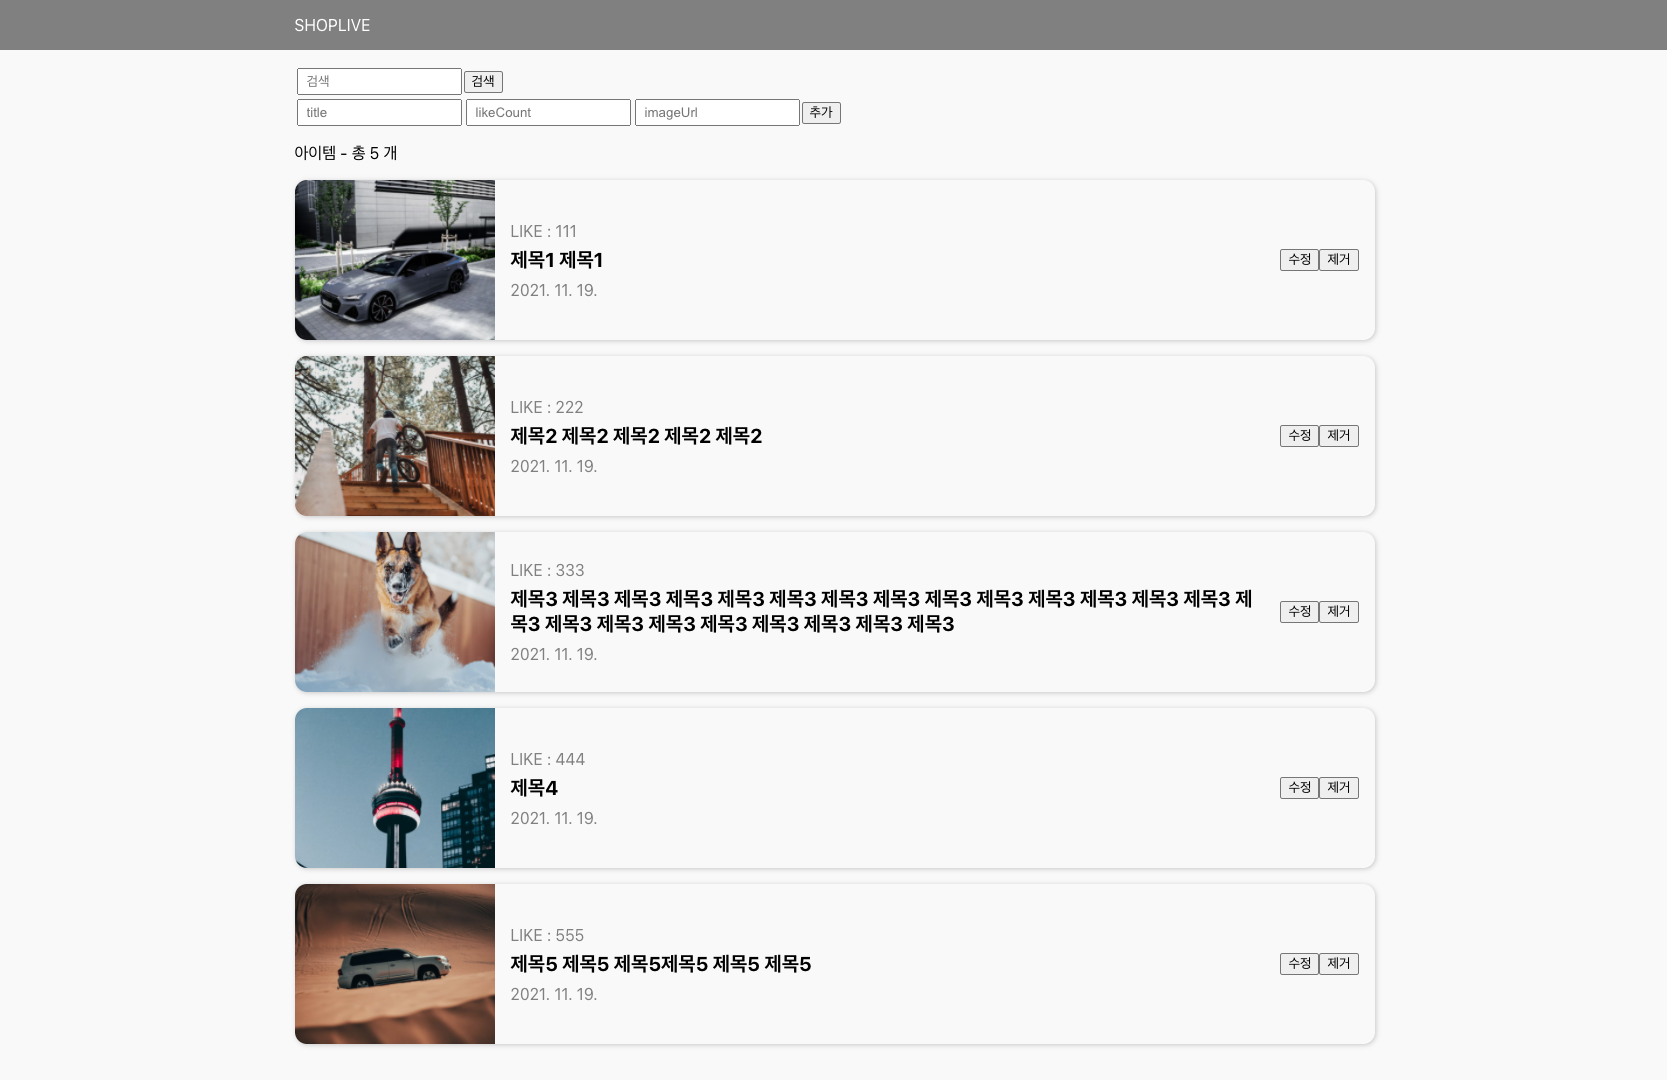 SHOPLIVE
검색 검색
title likeCount imageUrl 추가
아이템 - 총 5 개
LIKE : 111
제목1 제목1
2021. 11. 19.
수정 제거
LIKE : 222
제목2 제목2 제목2 제목2 제목2
2021. 11. 19.
수정 제거
LIKE : 333
제목3 제목3 제목3 제목3 제목3 제목3 제목3 제목3 제목3 제목3 제목3 제목3 제목3 제목3 제
목3 제목3 제목3 제목3 제목3 제목3 제목3 제목3 제목3
2021. 11. 19.
수정 제거
LIKE : 444
제목4
2021. 11. 19.
수정 제거
LIKE : 555
제목5 제목5 제목5제목5 제목5 제목5
2021. 11. 19.
수정 제거